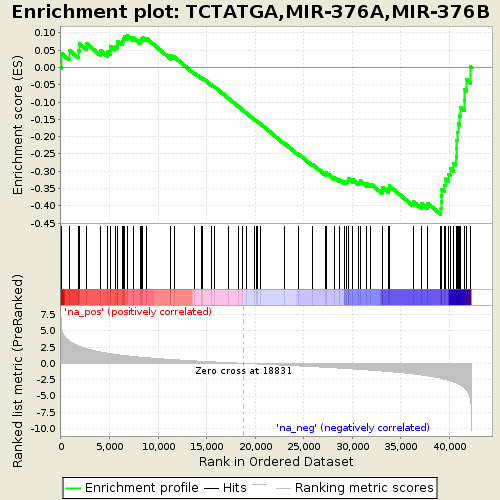 Enrichment plot: TCTATGA,MIR-376A,MIR-376B
Enrichment score (ES)
0.10
0.05
0.00
-0.05
-0.10
-0.15
-0.20
-0.25
-0.30
-0.35
-0.40
-0.45
'na_pos' (positively correlated)
Ranked list metric (PreRanked)
7.5
5.0
2.5
0.0
-2.5
-5.0
-7.5
-10.0
Zero cross at 18831
'na_neg' (negatively correlated)
0
5,000
10,000
15,000
20,000
25,000
30,000
35,000
40,000
Rank in Ordered Dataset
Enrichment profile
Hits
Ranking metric scores